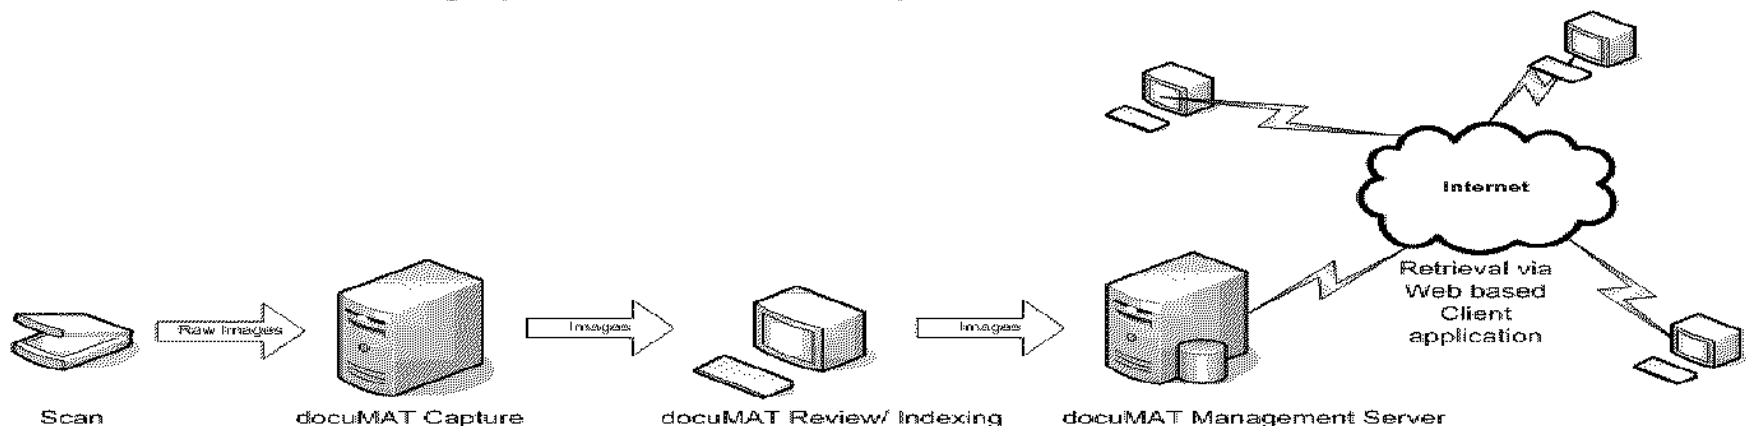 Internet
Retrieval via
Web based
Client
application
Raw Images
Images
Images
Scan
docuMAT Capture
docuMAT Review/ Indexing
docuMAT Management Server